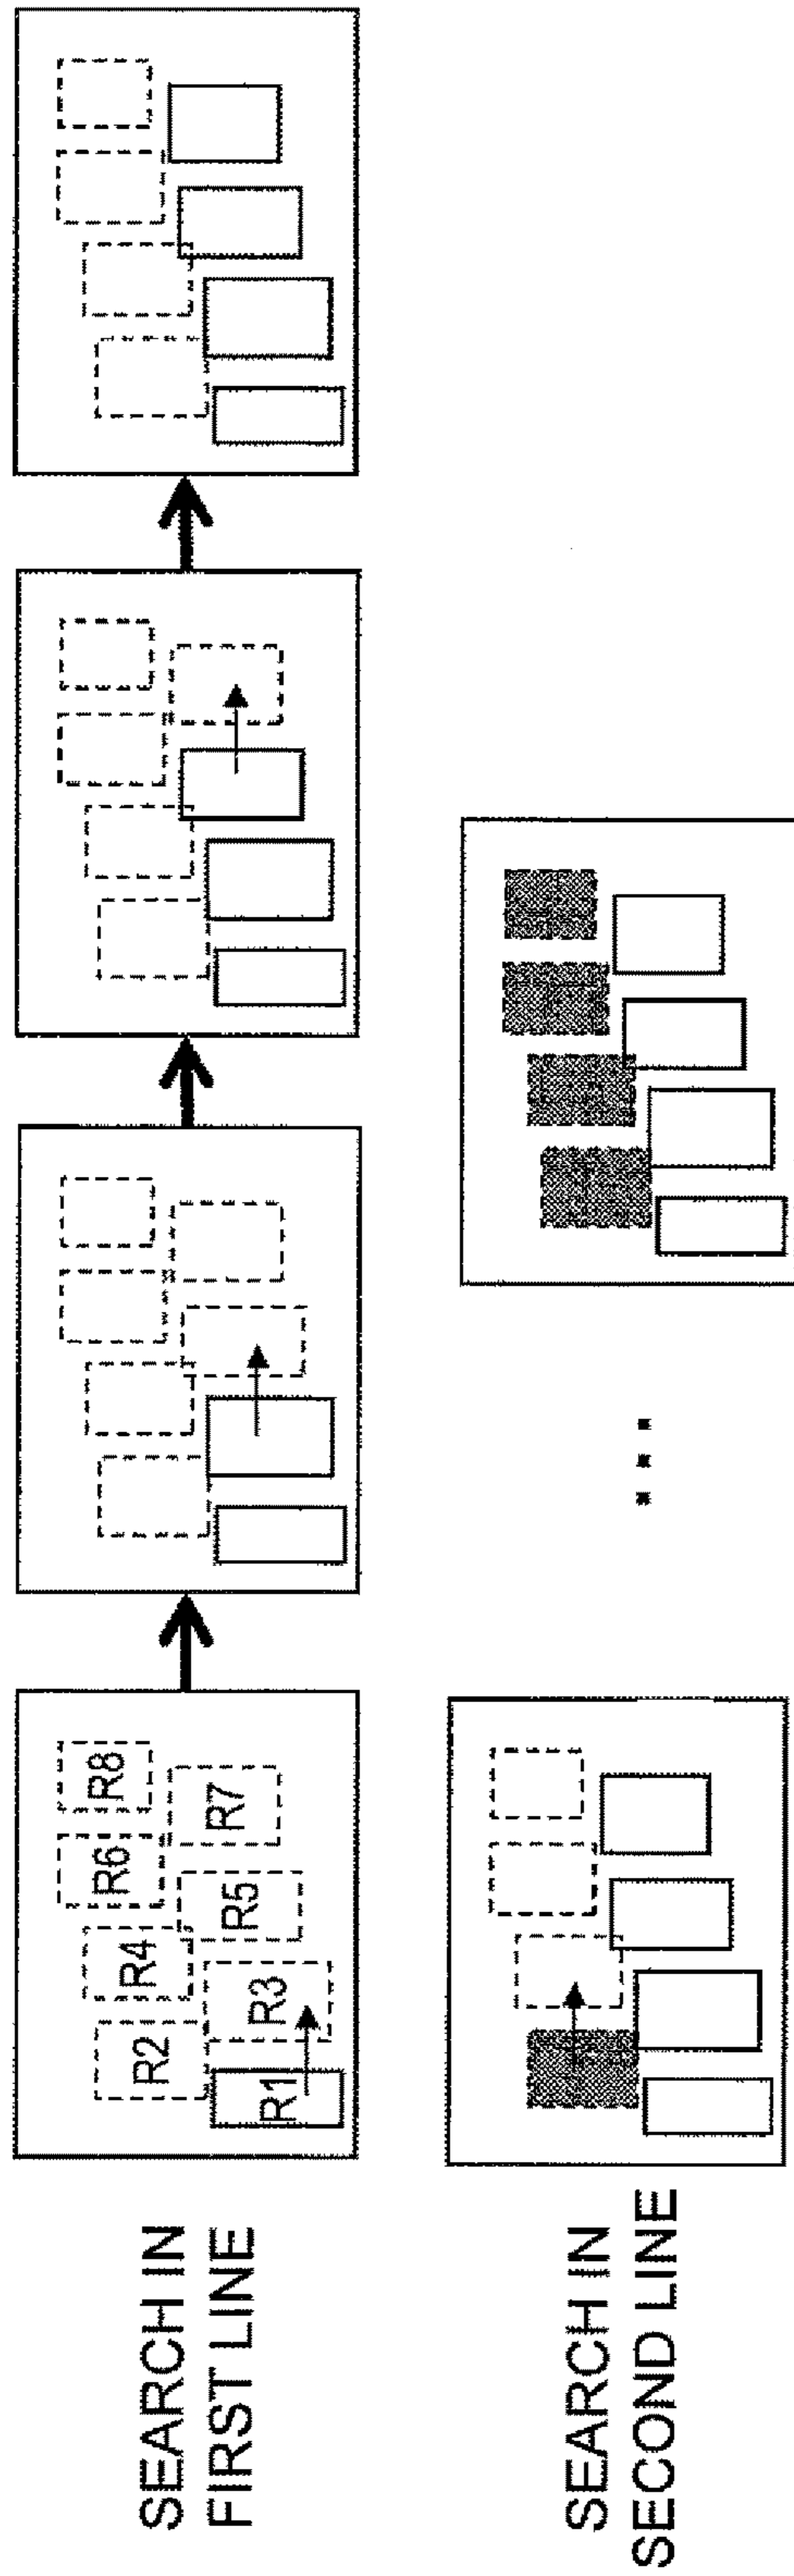 SEARCH IN
FIRST LINE
R1
R2
R3
R4
R5
R6
R7
R8
SEARCH IN
SECOND LINE